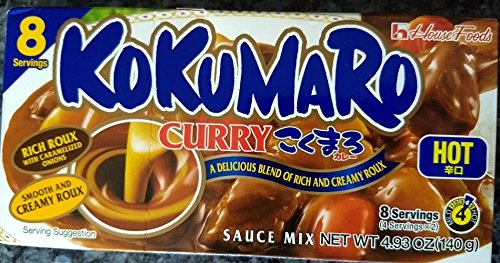 8
Servings
House Foods
KOKUMARO
CURRY こくまろ
カレー
A DELICIOUS BLEND OF RICH AND CREAMY ROUX
RICH ROUX
WITH CARAMELIZED
ONIONS
SMOOTH AND
CREAMY ROUX
HOT
辛口
8 Servings
(4 Servings ×2)
4
Serving Suggestion
SAUCE MIX NET WT 4.93 OZ(140 g)